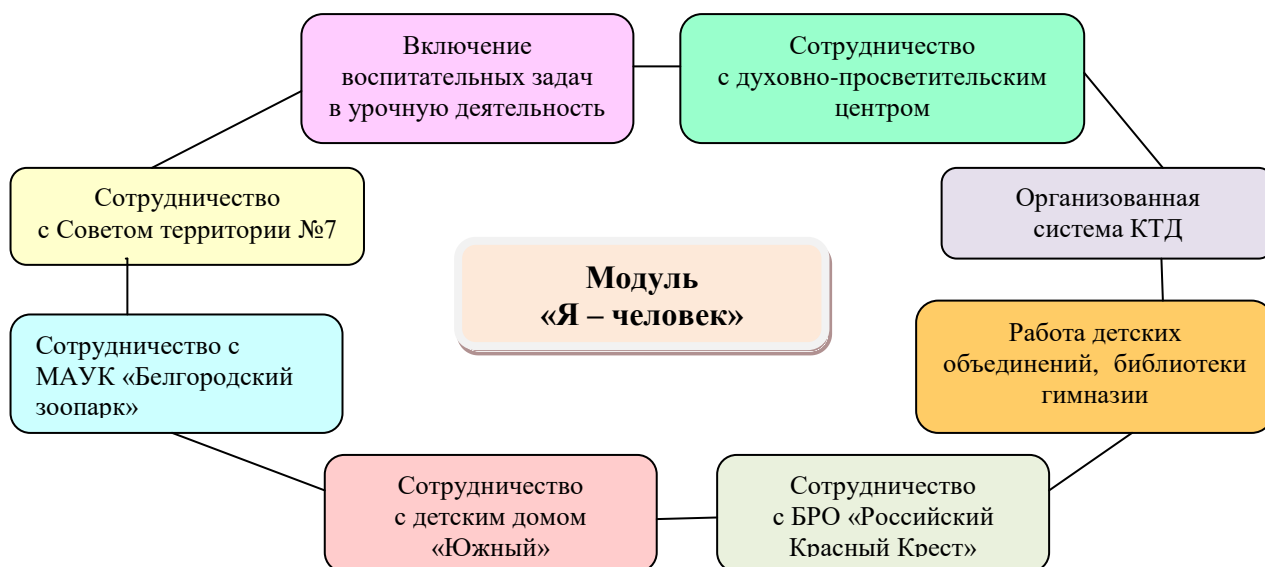 Включение
воспитательных задач
в урочную деятельность
Сотрудничество
с духовно-просветительским
центром
Сотрудничество
с Советом территории №7
Организованная
система КТД
Модуль
«Я – человек»
Сотрудничество с
МАУК «Белгородский
зоопарк»
Работа детских
объединений, библиотеки
гимназии
Сотрудничество
с детским домом
«Южный»
Сотрудничество
с БРО «Российский
Красный Крест»